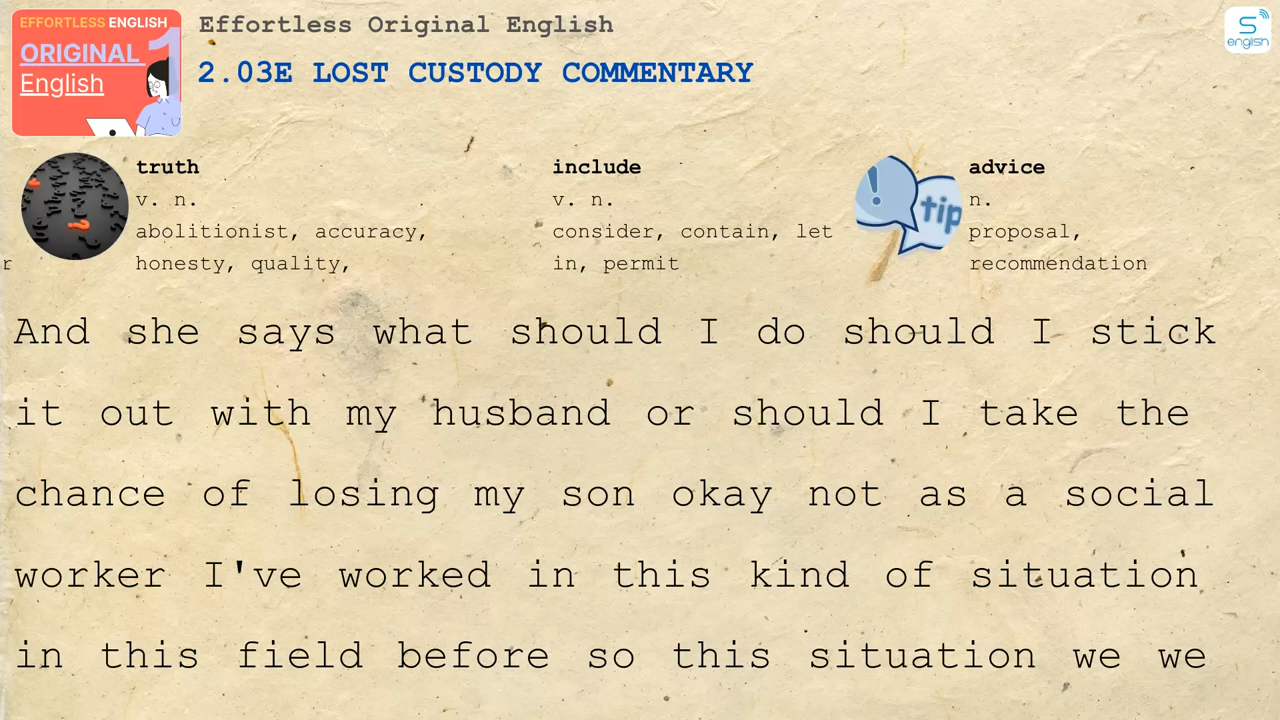 EFFORTLESS ENGLISH
ORIGINAL 1
English
Effortless Original English
2.03E LOST CUSTODY COMMENTARY
S
english
truth
v. n.
abolitionist, accuracy,
honesty, quality,
r
include
v. n.
consider, contain, let
in, permit
!
tip
advice
n.
proposal,
recommendation
And she says what should I do should I stick
it out with my husband or should I take the
chance of losing my son okay not as a social
worker I've worked in this kind of situation
in this field before so this situation we we